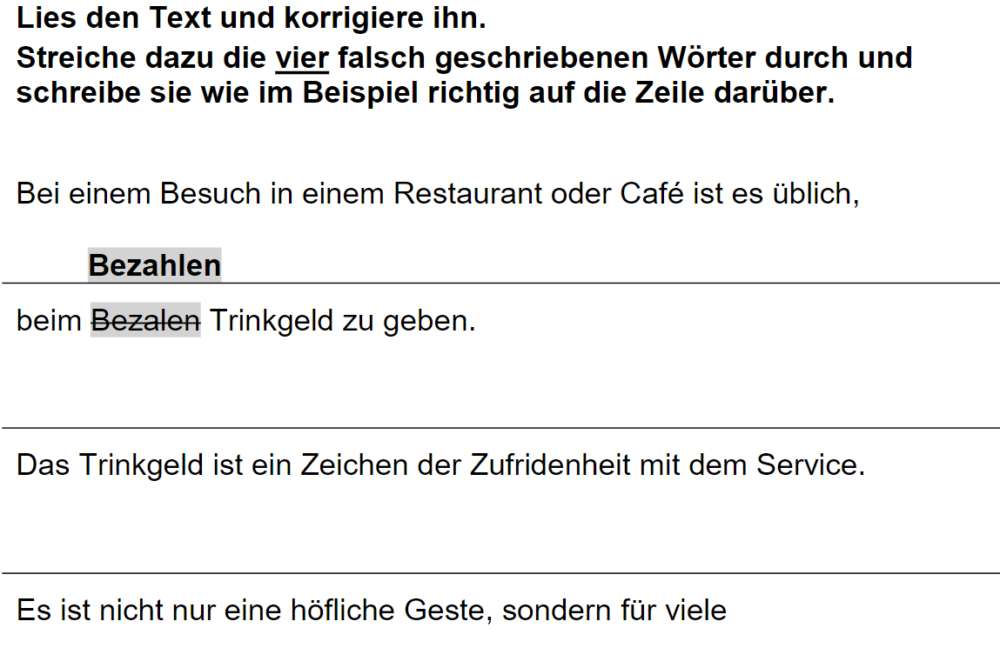 Lies den Text und korrigiere ihn.
Streiche dazu die vier falsch geschriebenen Wörter durch und
schreibe sie wie im Beispiel richtig auf die Zeile darüber.
Bei einem Besuch in einem Restaurant oder Café ist es üblich,
Bezahlen
beim Bezalen Trinkgeld zu geben.
Das Trinkgeld ist ein Zeichen der Zufridenheit mit dem Service.
Es ist nicht nur eine höfliche Geste, sondern für viele